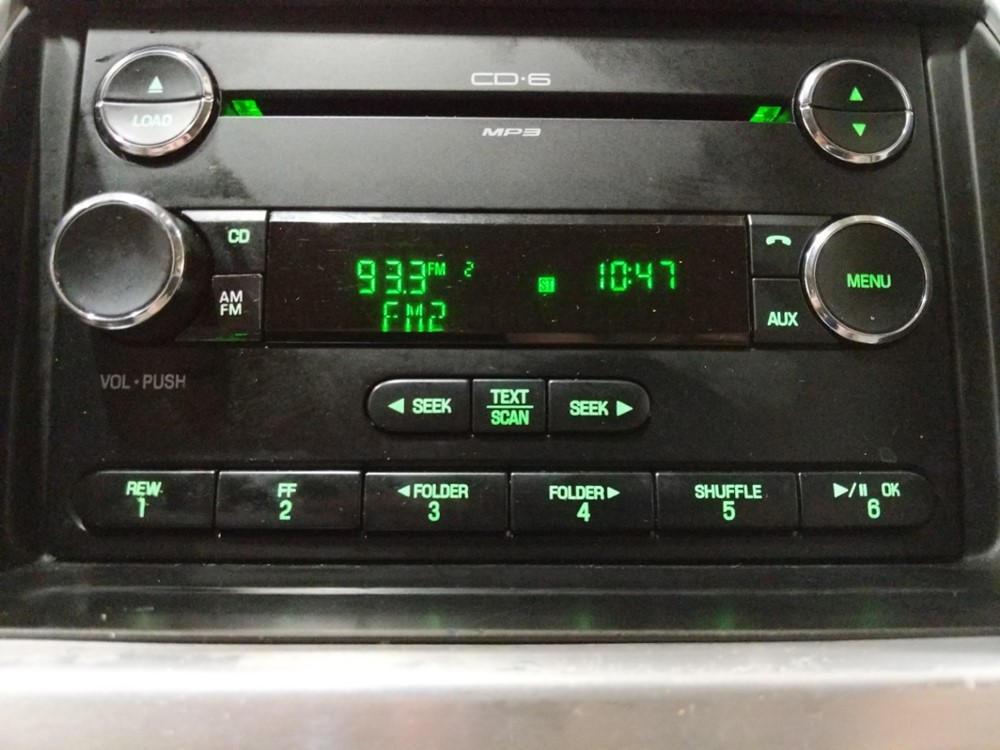 CD·6
LOAD
MP3
CD
AM
FM
93.3 FM 2
ST
10:47
FM2
MENU
AUX
VOL • PUSH
◀ SEEK
TEXT
SCAN
SEEK ▶
REW
1
FF
2
◀ FOLDER
3
FOLDER ▶
4
SHUFFLE
5
▶/II OK
6